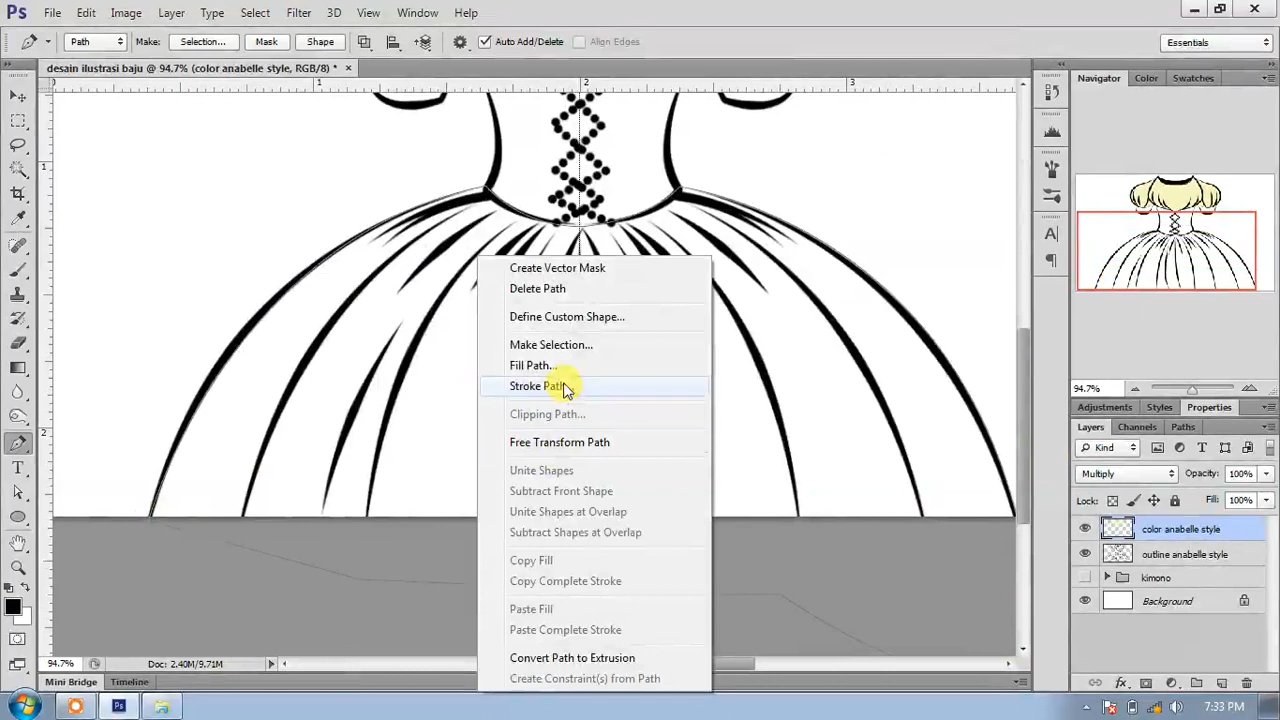 Ps File Edit Image Layer Type Select Filter 3D View Window Help
Path Make: Selection... Mask Shape Auto Add/Delete Align Edges Essentials
desain ilustrasi baju @ 94.7% (color anabelle style, RGB/8) * ×
Navigator Color Swatches
1 2 3
1
2
Create Vector Mask
Delete Path
Define Custom Shape...
Make Selection...
Fill Path...
Stroke Path...
Clipping Path...
Free Transform Path
Unite Shapes
Subtract Front Shape
Unite Shapes at Overlap
Subtract Shapes at Overlap
Copy Fill
Copy Complete Stroke
Paste Fill
Paste Complete Stroke
Convert Path to Extrusion
Create Constraint(s) from Path
94.7%
Adjustments Styles Properties
Layers Channels Paths
Kind
Multiply Opacity: 100%
Lock: Fill: 100%
color anabelle style
outline anabelle style
kimono
Background
94.7% Doc: 2.40M/9.71M
Mini Bridge Timeline
7:33 PM